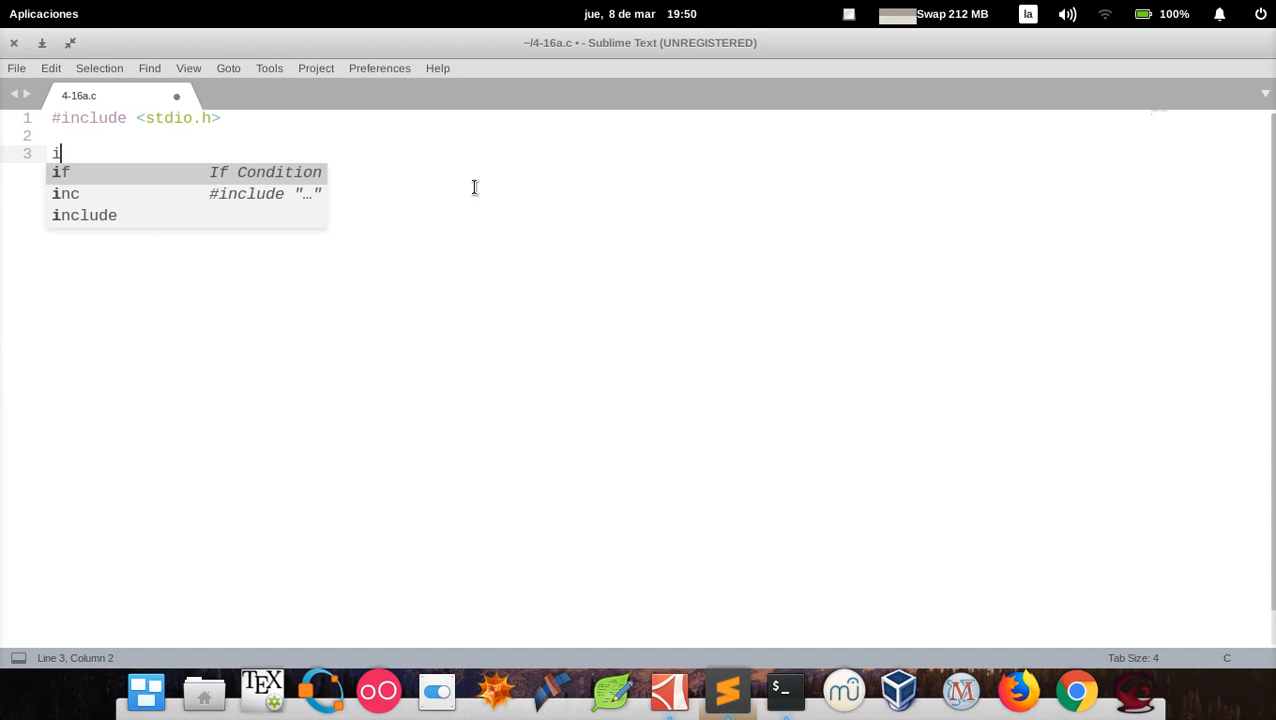 Aplicaciones jue, 8 de mar 19:50 Swap 212 MB la 100%
~/4-16a.c • - Sublime Text (UNREGISTERED)
File Edit Selection Find View Goto Tools Project Preferences Help
4-16a.c
1 #include <stdio.h>
2
3 i
if If Condition
inc #include "…"
include
Line 3, Column 2 Tab Size: 4 C
TEX >_ mu M